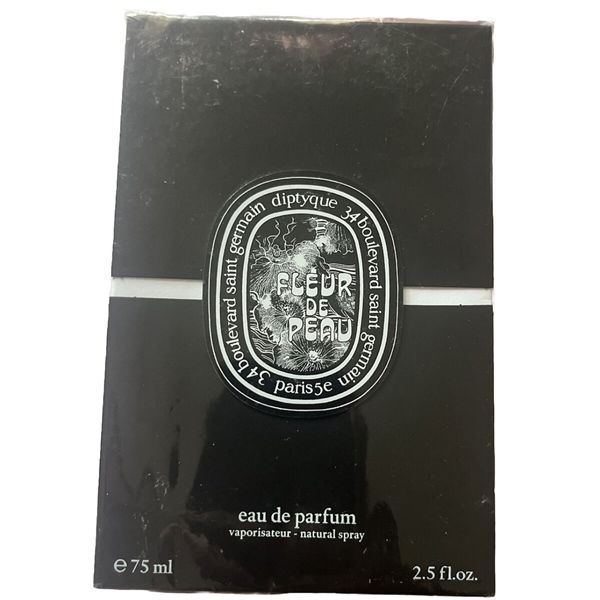 diptyque 34 boulevard saint germain
paris5e
34 boulevard saint germain
FLEUR
DE
PEAU
eau de parfum
vaporisateur - natural spray
e 75 ml
2.5 fl.oz.